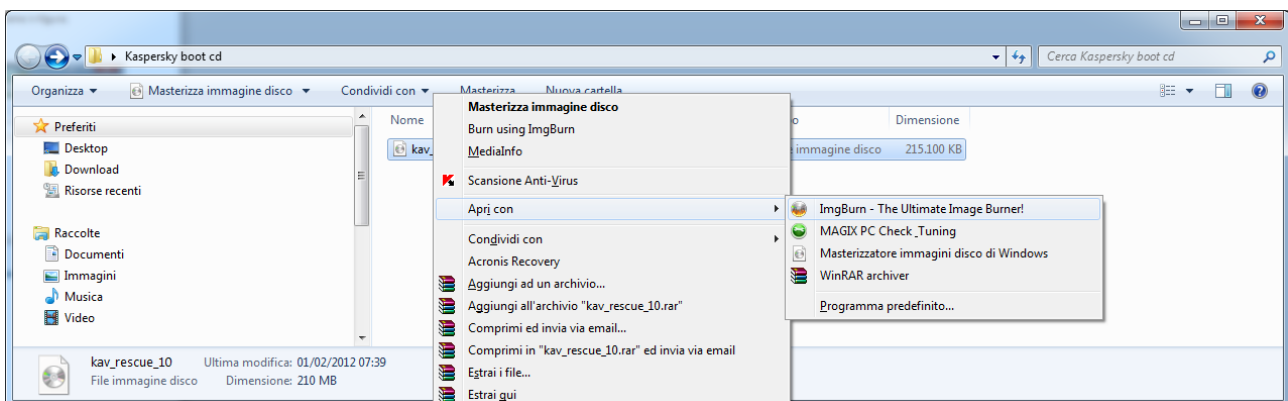 Kaspersky boot cd
Cerca Kaspersky boot cd
Organizza
Masterizza immagine disco
Condividi con
Masterizza
Nuova cartella
Preferiti
Desktop
Download
Risorse recenti
Raccolte
Documenti
Immagini
Musica
Video
Nome
o
Dimensione
kav_
immagine disco
215.100 KB
Masterizza immagine disco
Burn using ImgBurn
MediaInfo
Scansione Anti-Virus
Apri con
Condividi con
Acronis Recovery
Aggiungi ad un archivio...
Aggiungi all'archivio "kav_rescue_10.rar"
Comprimi ed invia via email...
Comprimi in "kav_rescue_10.rar" ed invia via email
Estrai i file...
Estrai qui
ImgBurn - The Ultimate Image Burner!
MAGIX PC Check_Tuning
Masterizzatore immagini disco di Windows
WinRAR archiver
Programma predefinito...
kav_rescue_10
Ultima modifica: 01/02/2012 07:39
File immagine disco
Dimensione: 210 MB